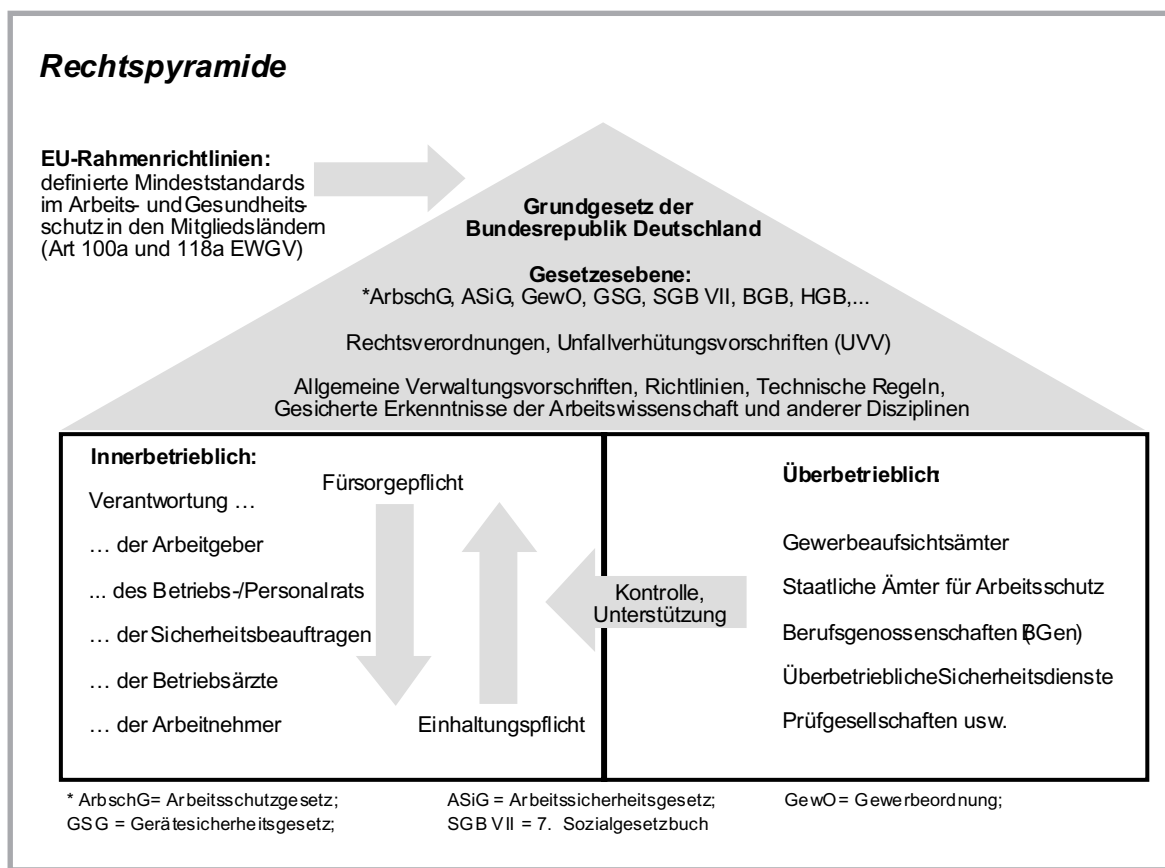 Rechtspyramide
EU-Rahmenrichtlinien:
definierte Mindeststandards
im Arbeits- und Gesundheits-
schutz in den Mitgliedsländern
(Art 100a und 118a EWGV)
Grundgesetz der
Bundesrepublik Deutschland
Gesetzesebene:
*ArbschG, ASiG, GewO, GSG, SGB VII, BGB, HGB,...
Rechtsverordnungen, Unfallverhütungsvorschriften (UVV)
Allgemeine Verwaltungsvorschriften, Richtlinien, Technische Regeln,
Gesicherte Erkenntnisse der Arbeitswissenschaft und anderer Disziplinen
Innerbetrieblich:
Verantwortung …
… der Arbeitgeber
... des Betriebs-/Personalrats
… der Sicherheitsbeauftragen
… der Betriebsärzte
… der Arbeitnehmer
Fürsorgepflicht
Einhaltungspflicht
Kontrolle,
Unterstützung
Überbetrieblich:
Gewerbeaufsichtsämter
Staatliche Ämter für Arbeitsschutz
Berufsgenossenschaften (BGen)
Überbetriebliche Sicherheitsdienste
Prüfgesellschaften usw.
* ArbschG = Arbeitsschutzgesetz; ASiG = Arbeitssicherheitsgesetz; GewO = Gewerbeordnung;
GSG = Gerätesicherheitsgesetz; SGB VII = 7. Sozialgesetzbuch